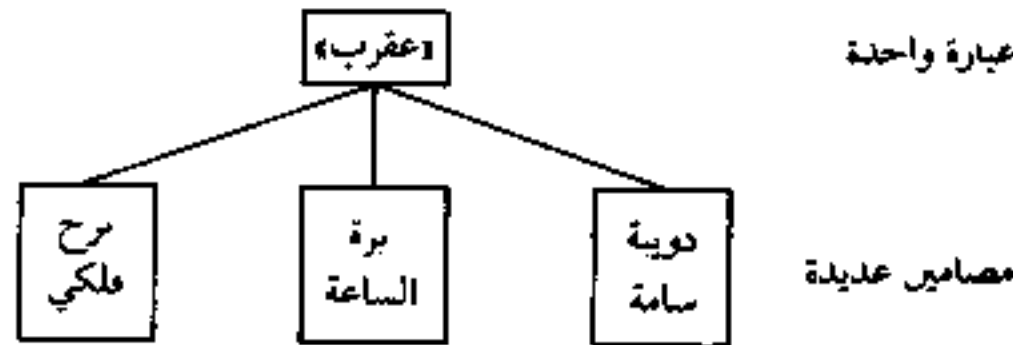 عبارة واحدة
«عقرب»
دويبة
سامة
برة
الساعة
برج
فلكي
مضامين عديدة